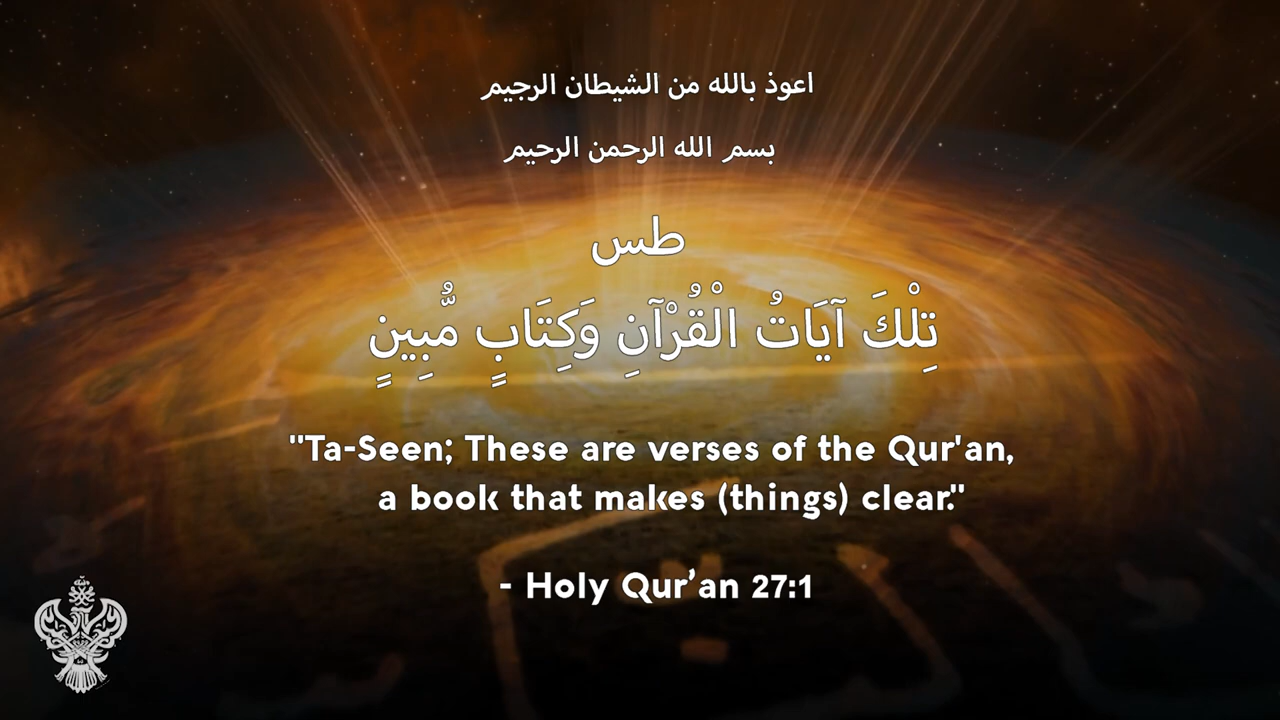 اعوذ بالله من الشيطان الرجيم
بسم الله الرحمن الرحيم
طس
تِلْكَ آيَاتُ الْقُرْآنِ وَكِتَابٍ مُّبِينٍ
"Ta-Seen; These are verses of the Qur'an,
a book that makes (things) clear."
- Holy Qur’an 27:1